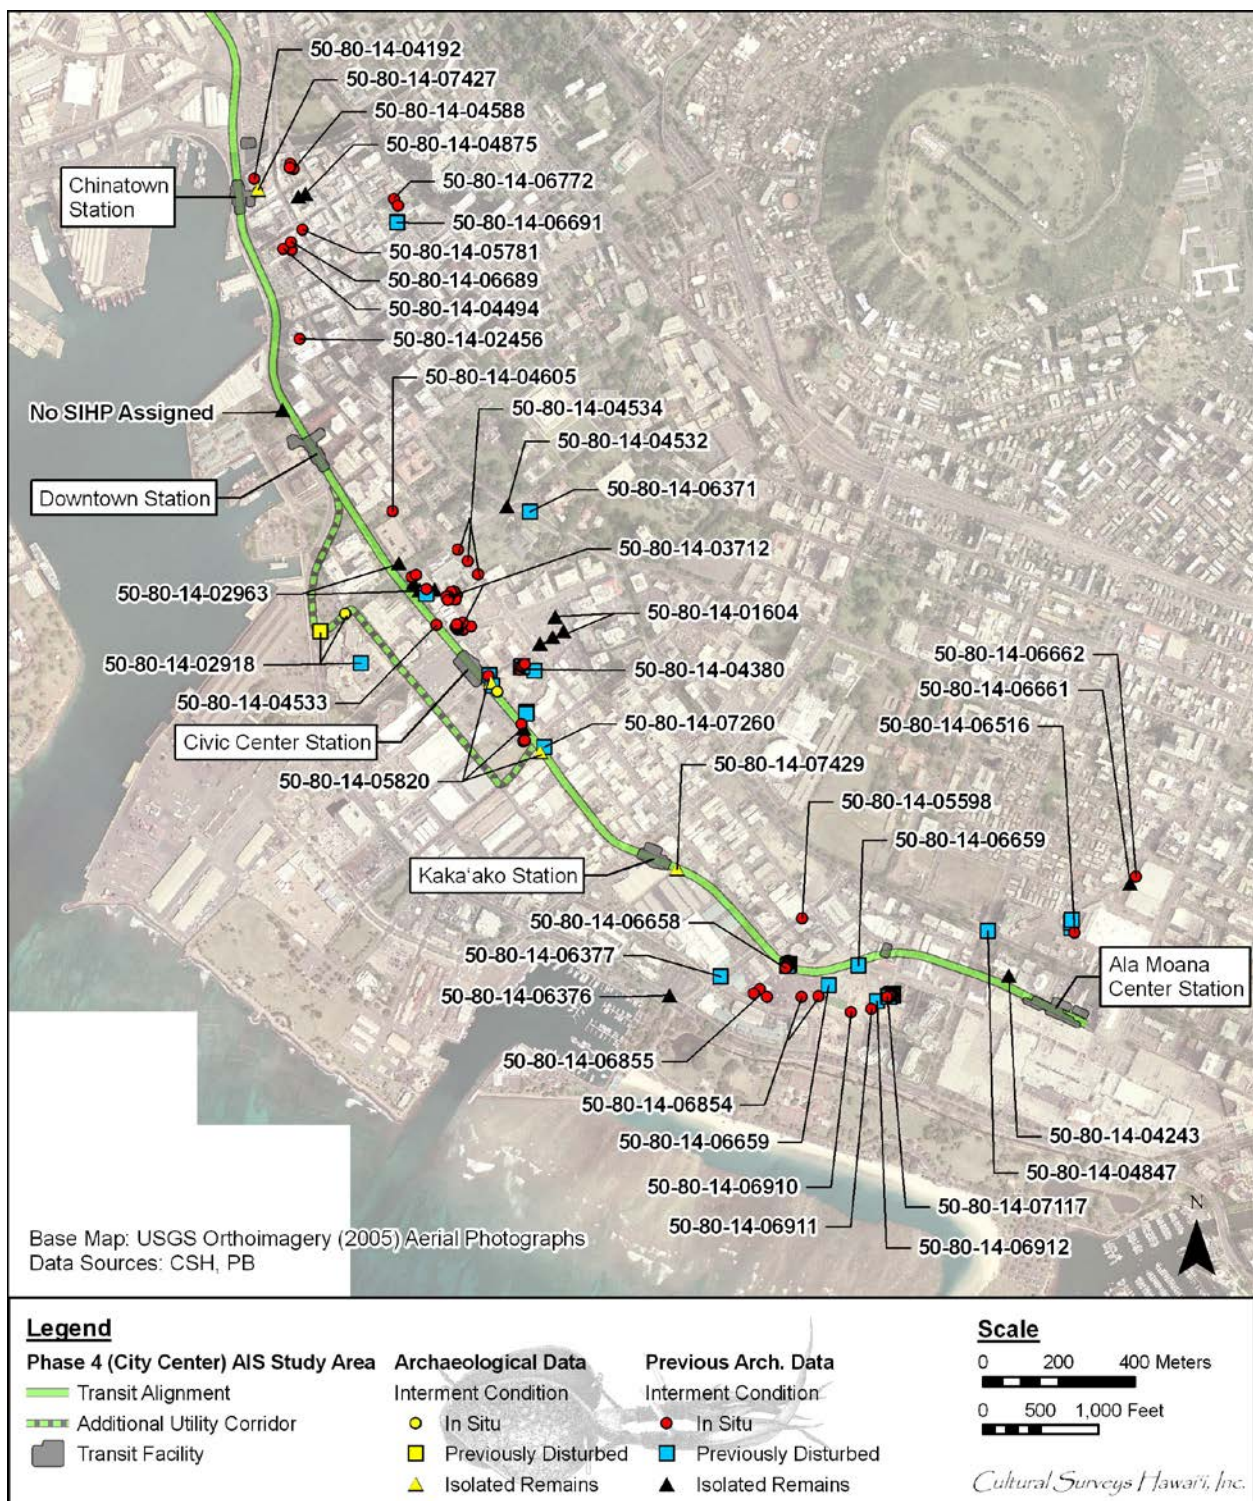 50-80-14-04192
50-80-14-07427
50-80-14-04588
50-80-14-04875
Chinatown
Station
50-80-14-06772
50-80-14-06691
50-80-14-05781
50-80-14-06689
50-80-14-04494
50-80-14-02456
50-80-14-04605
No SIHP Assigned
50-80-14-04534
50-80-14-04532
Downtown Station
50-80-14-06371
50-80-14-03712
50-80-14-02963
50-80-14-01604
50-80-14-02918
50-80-14-04380
50-80-14-06662
50-80-14-06661
50-80-14-04533
50-80-14-06516
Civic Center Station
50-80-14-07260
50-80-14-05820
50-80-14-07429
50-80-14-05598
50-80-14-06659
Kaka‘ako Station
50-80-14-06658
50-80-14-06377
50-80-14-06376
Ala Moana
Center Station
50-80-14-06855
50-80-14-06854
50-80-14-06659
50-80-14-04243
50-80-14-04847
50-80-14-06910
50-80-14-07117
50-80-14-06911
50-80-14-06912
N
Base Map: USGS Orthoimagery (2005) Aerial Photographs
Data Sources: CSH, PB
Legend
Phase 4 (City Center) AIS Study Area
Transit Alignment
Additional Utility Corridor
Transit Facility
Archaeological Data
Interment Condition
In Situ
Previously Disturbed
Isolated Remains
Previous Arch. Data
Interment Condition
In Situ
Previously Disturbed
Isolated Remains
Scale
0 200 400 Meters
0 500 1,000 Feet
Cultural Surveys Hawai‘i, Inc.